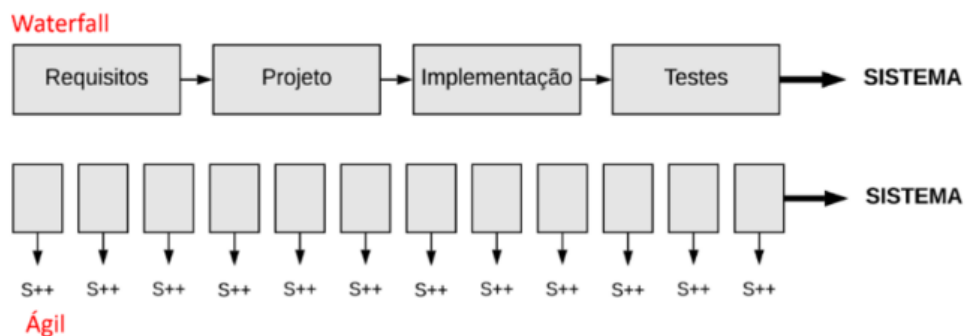 Waterfall
Requisitos Projeto Implementação Testes SISTEMA
SISTEMA
S++ S++ S++ S++ S++ S++ S++ S++ S++ S++ S++ S++
Ágil